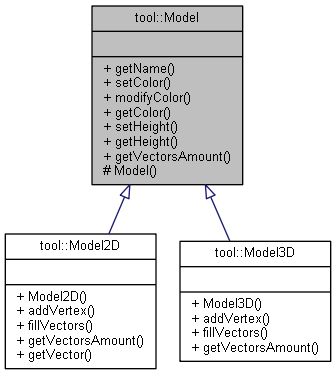 tool::Model
+ getName()
+ setColor()
+ modifyColor()
+ getColor()
+ setHeight()
+ getHeight()
+ getVectorsAmount()
# Model()
tool::Model2D
+ Model2D()
+ addVertex()
+ fillVectors()
+ getVectorsAmount()
+ getVector()
tool::Model3D
+ Model3D()
+ addVertex()
+ fillVectors()
+ getVectorsAmount()